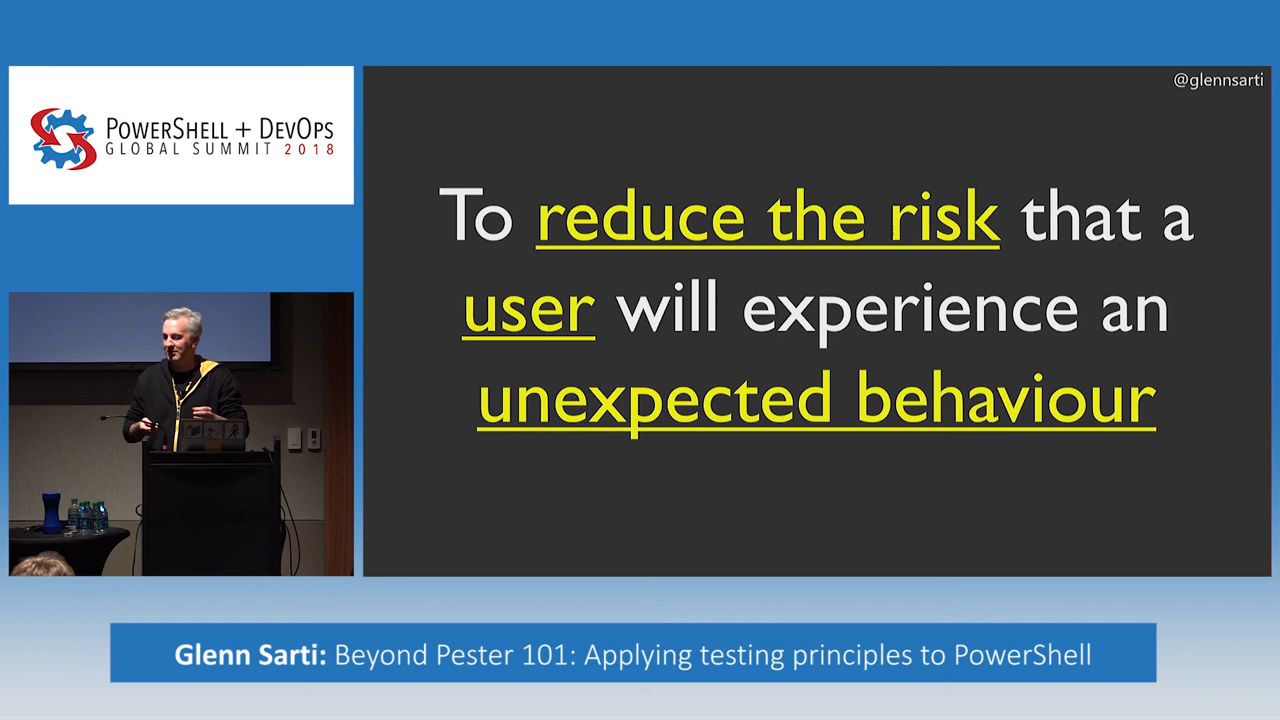 POWERSHELL + DEVOPS
GLOBAL SUMMIT 2018
@glennsarti
To reduce the risk that a
user will experience an
unexpected behaviour
Glenn Sarti: Beyond Pester 101: Applying testing principles to PowerShell